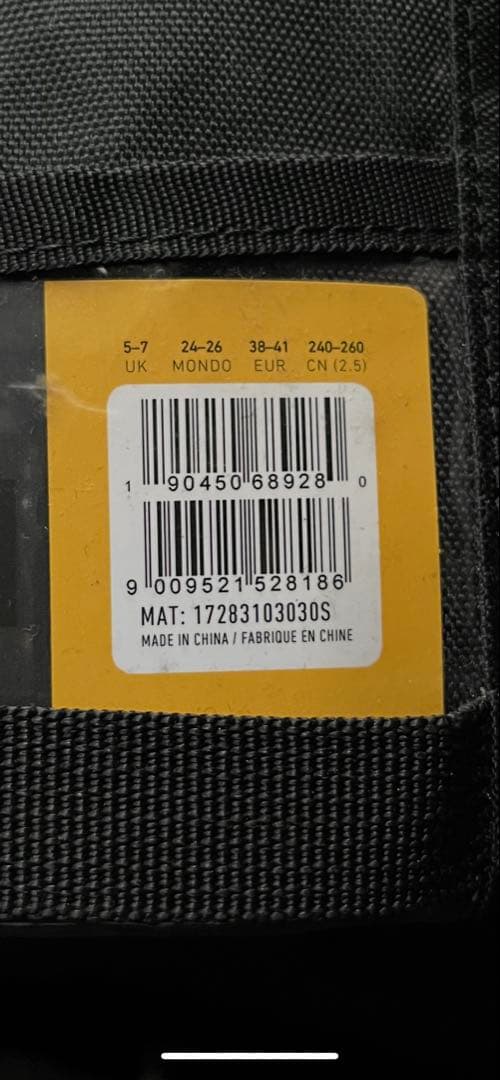 5–7 24–26 38–41 240–260
UK MONDO EUR CN (2.5)
1 90450 68928 0
9 009521 528186
MAT: 17283103030S
MADE IN CHINA / FABRIQUE EN CHINE